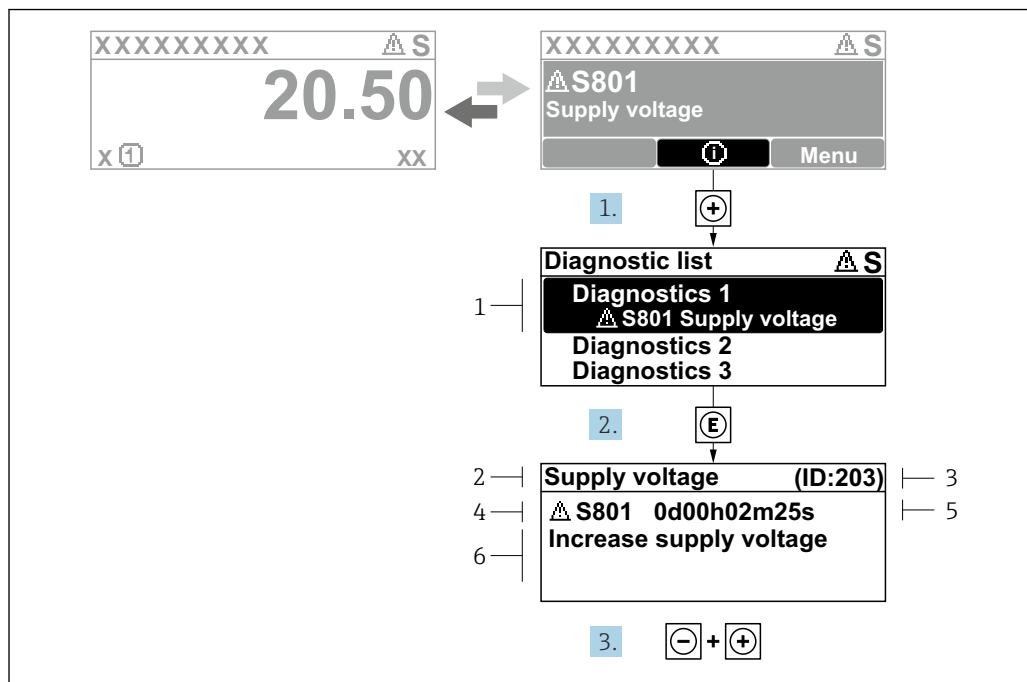 XXXXXXXXX ⚠ S
20.50
x ① xx
XXXXXXXXX ⚠ S
⚠ S801
Supply voltage
ⓘ Menu
1. +
Diagnostic list ⚠ S
1
Diagnostics 1
⚠ S801 Supply voltage
Diagnostics 2
Diagnostics 3
2. E
2 Supply voltage (ID:203) 3
4 ⚠ S801 0d00h02m25s 5
6 Increase supply voltage
3. - + +